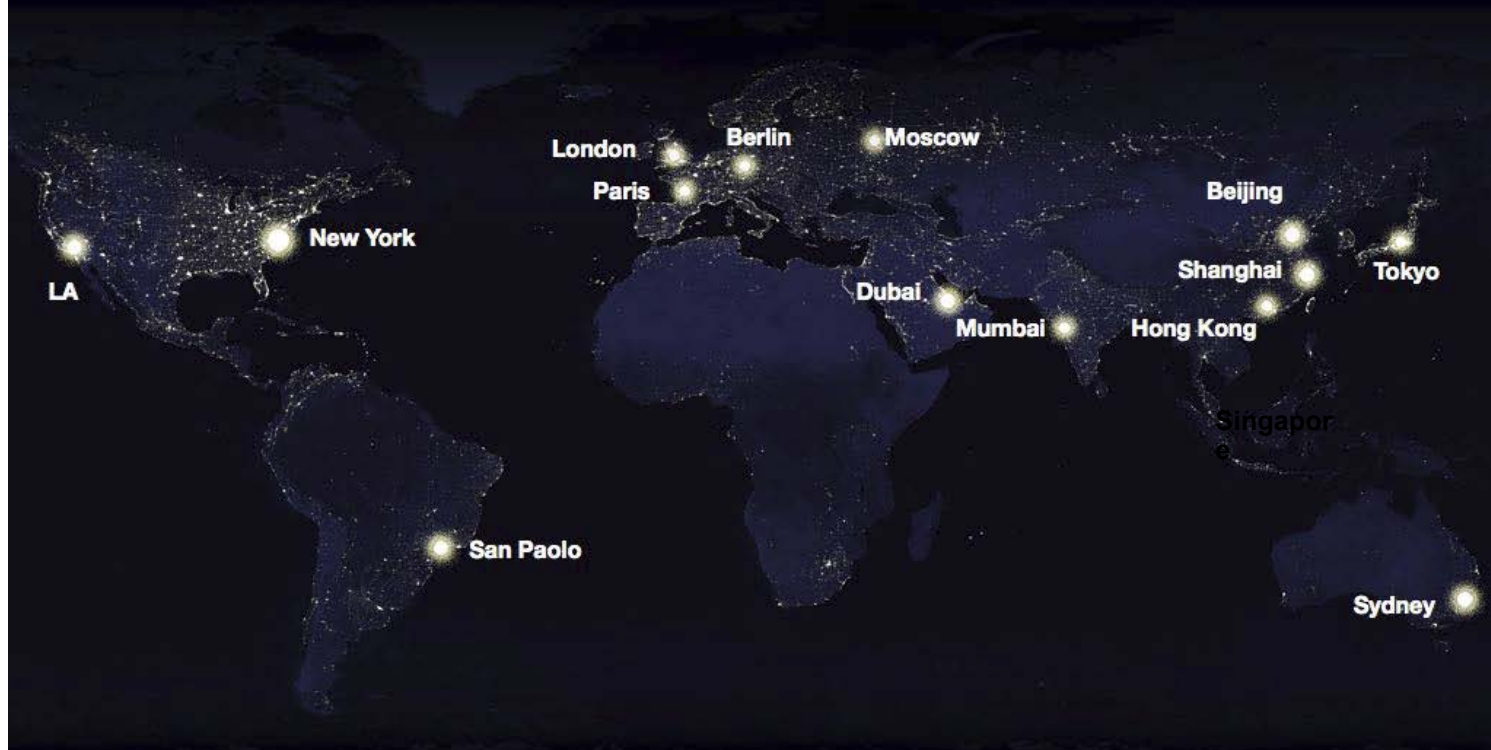 London
Berlin
Moscow
Paris
Beijing
New York
Shanghai
Tokyo
LA
Dubai
Mumbai
Hong Kong
Singapor
e
San Paolo
Sydney